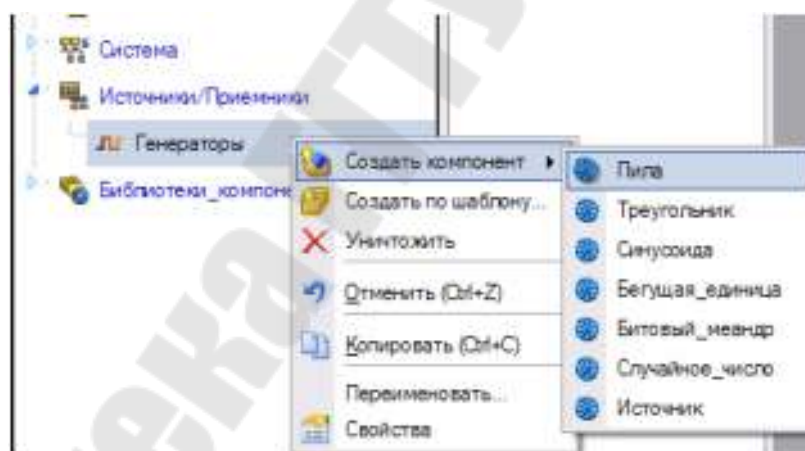 Система
Источники/Приемники
Генераторы
Библиотеки_компоне
Создать компонент
Создать по шаблону...
Уничтожить
Отменить (Ctrl+Z)
Копировать (Ctrl+C)
Переименовать...
Свойства
Пила
Треугольник
Синусоида
Бегущая_единица
Битовый_меандр
Случайное_число
Источник